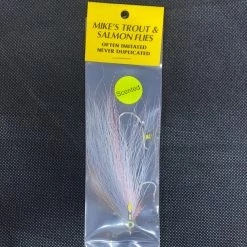 MIKE'S TROUT &
SALMON FLIES
OFTEN IMITATED
NEVER DUPLICATED
Scented